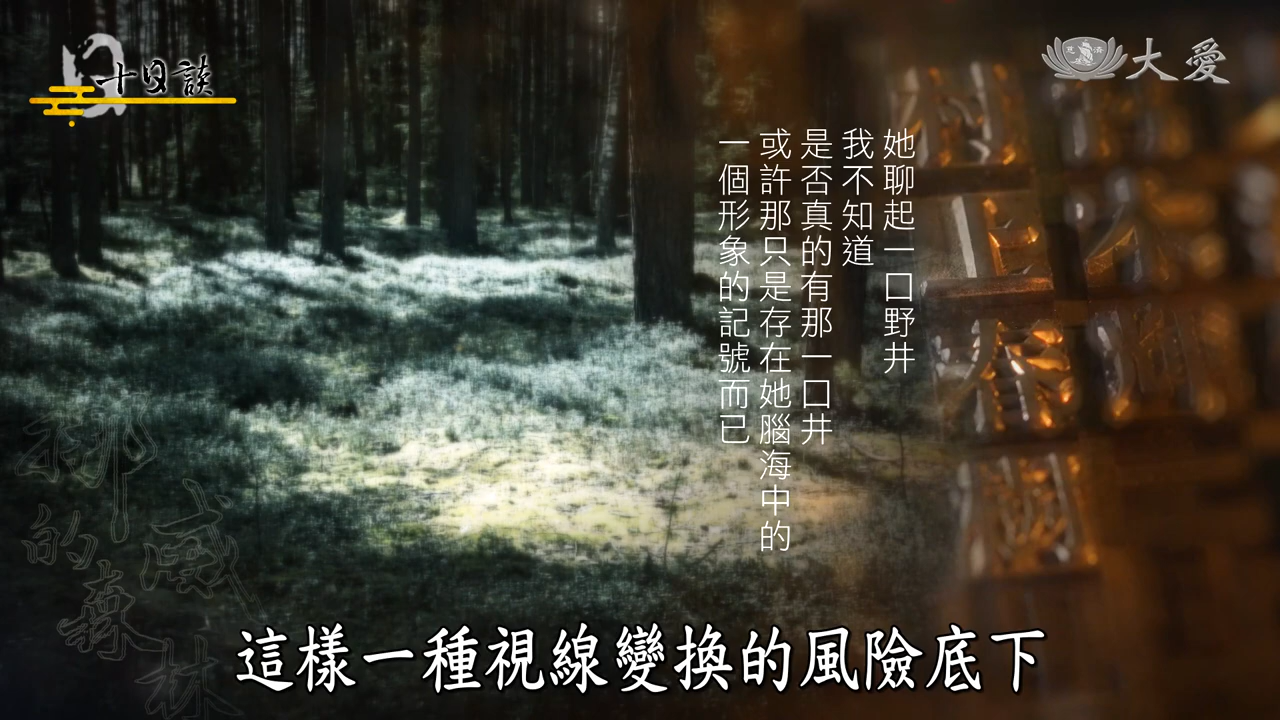 十日談
慈濟
大愛
她聊起一口野井
我不知道
是否真的有那一口井
或許那只是存在她腦海中的
一個形象的記號而已
挪威
的森林
這樣一種視線變換的風險底下